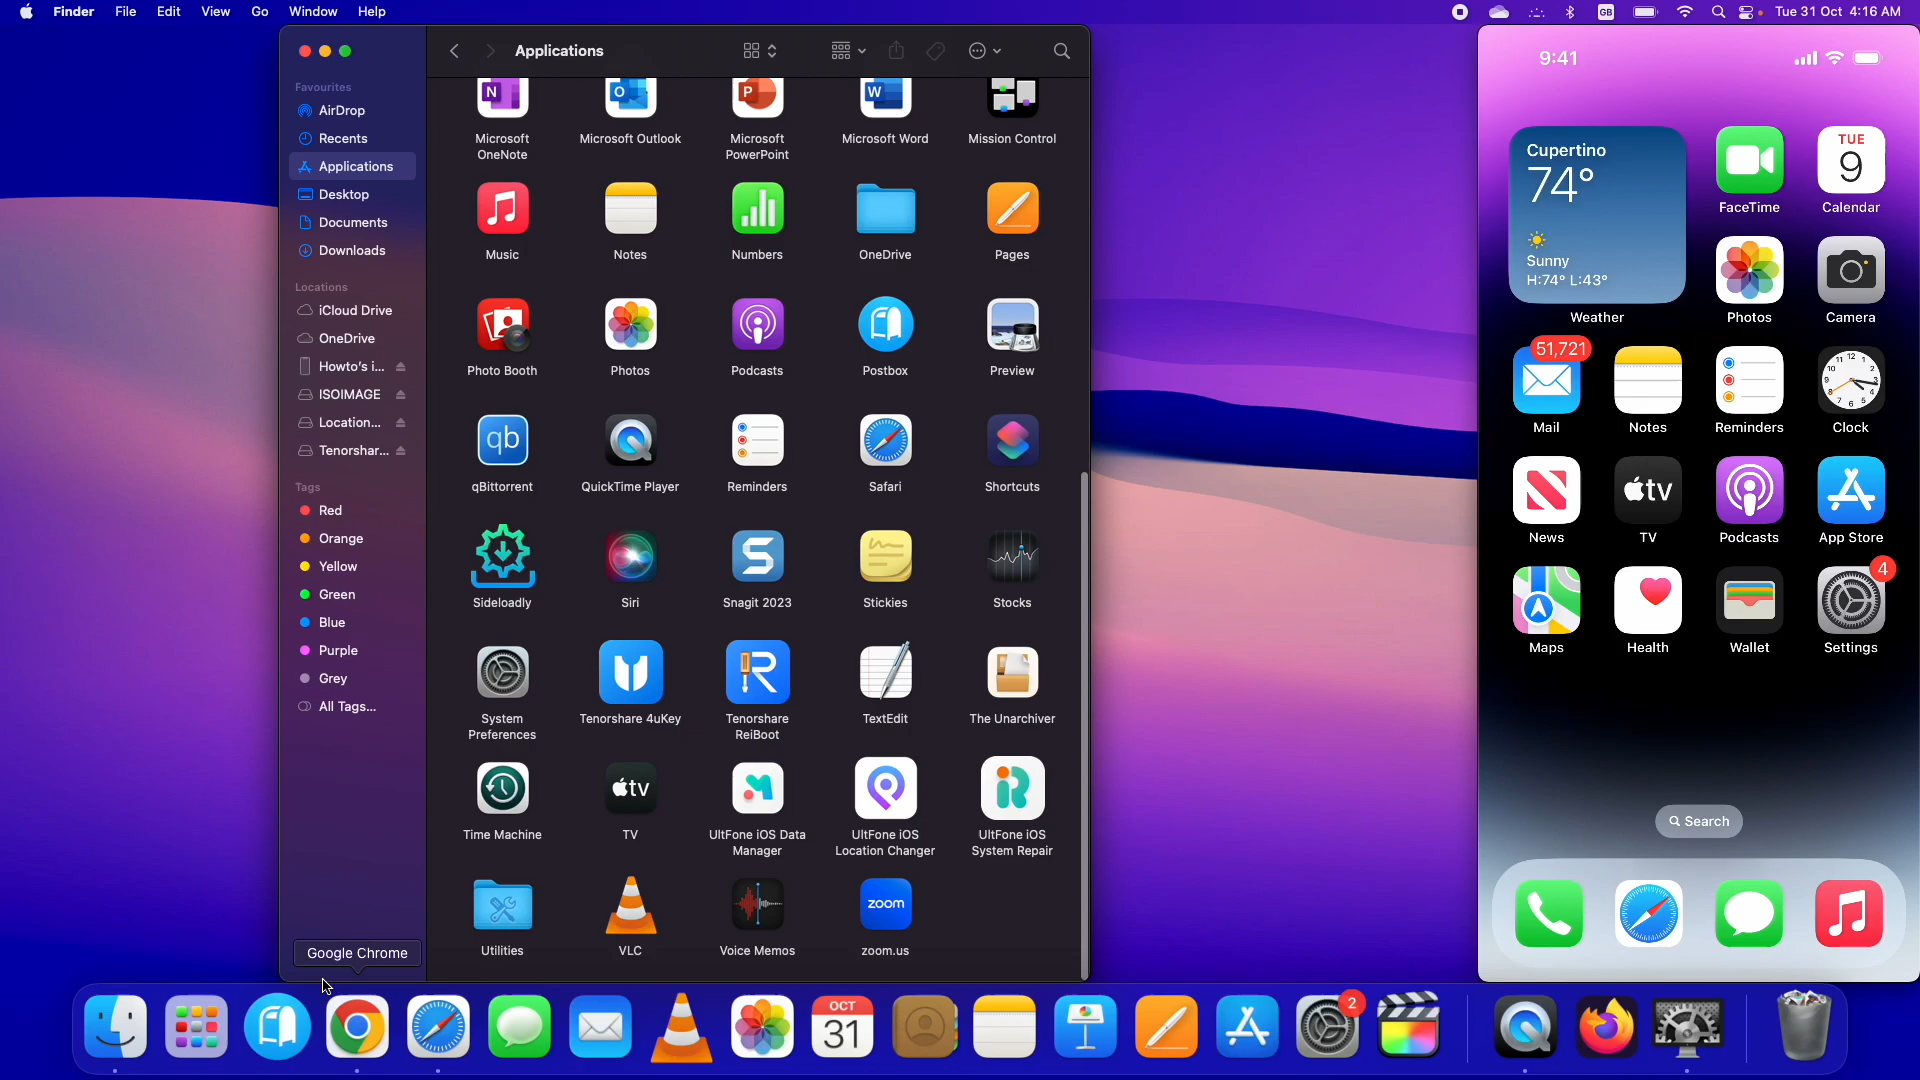 Finder File Edit View Go Window Help
GB
Tue 31 Oct 4:16 AM
Applications
Favourites
AirDrop
Recents
Applications
Desktop
Documents
Downloads
Locations
iCloud Drive
OneDrive
Howto's i...
ISOIMAGE
Location...
Tenorshar...
Tags
Red
Orange
Yellow
Green
Blue
Purple
Grey
All Tags...
N
O
P
W
Microsoft OneNote
Microsoft Outlook
Microsoft PowerPoint
Microsoft Word
Mission Control
Music
Notes
Numbers
OneDrive
Pages
Photo Booth
Photos
Podcasts
Postbox
Preview
qb
qBittorrent
QuickTime Player
Reminders
Safari
Shortcuts
Sideloadly
Siri
S
Snagit 2023
Stickies
Stocks
System Preferences
Tenorshare 4uKey
R
Tenorshare ReiBoot
TextEdit
The Unarchiver
Time Machine
tv
TV
UltFone iOS Data Manager
UltFone iOS Location Changer
UltFone iOS System Repair
Utilities
VLC
Voice Memos
zoom
zoom.us
Google Chrome
OCT
31
2
9:41
Cupertino
74°
Sunny
H:74° L:43°
Weather
FaceTime
TUE
9
Calendar
Photos
Camera
51,721
Mail
Notes
Reminders
Clock
News
tv
TV
Podcasts
App Store
Maps
Health
Wallet
4
Settings
Search